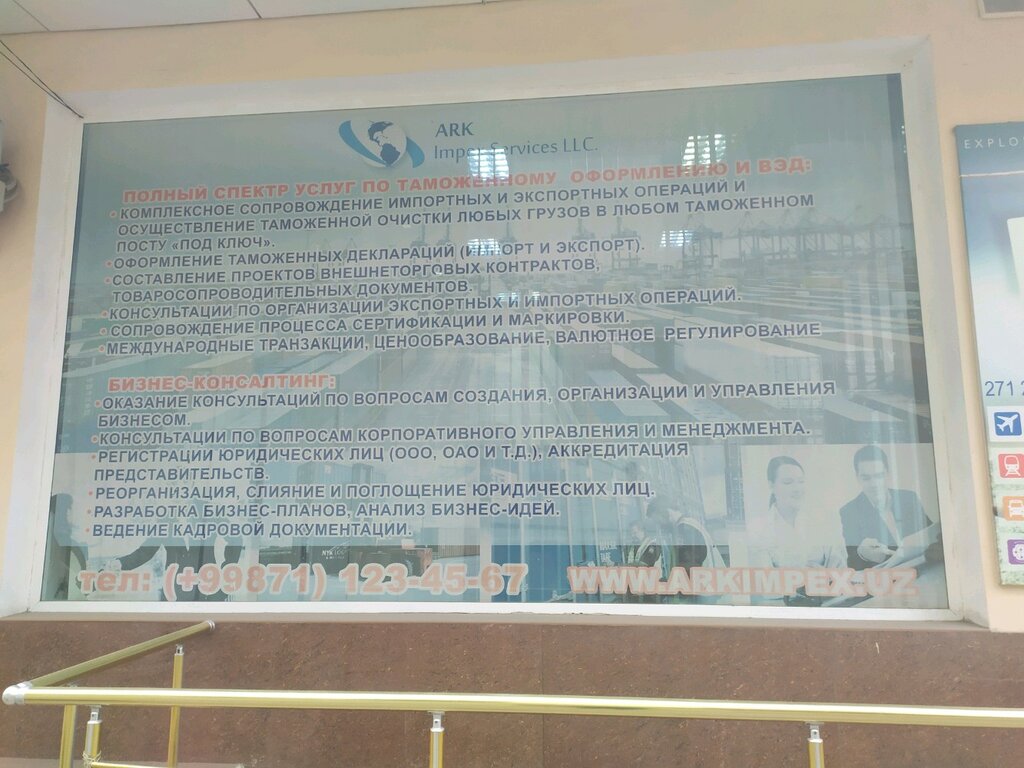 ARK
Impex Services LLC.
ПОЛНЫЙ СПЕКТР УСЛУГ ПО ТАМОЖЕННОМУ ОФОРМЛЕНИЮ И ВЭД:
•КОМПЛЕКСНОЕ СОПРОВОЖДЕНИЕ ИМПОРТНЫХ И ЭКСПОРТНЫХ ОПЕРАЦИЙ И
ОСУЩЕСТВЛЕНИЕ ТАМОЖЕННОЙ ОЧИСТКИ ЛЮБЫХ ГРУЗОВ В ЛЮБОМ ТАМОЖЕННОМ
ПОСТУ «ПОД КЛЮЧ».
•ОФОРМЛЕНИЕ ТАМОЖЕННЫХ ДЕКЛАРАЦИЙ (ИМПОРТ И ЭКСПОРТ).
•СОСТАВЛЕНИЕ ПРОЕКТОВ ВНЕШНЕТОРГОВЫХ КОНТРАКТОВ,
ТОВАРОСОПРОВОДИТЕЛЬНЫХ ДОКУМЕНТОВ.
•КОНСУЛЬТАЦИИ ПО ОРГАНИЗАЦИИ ЭКСПОРТНЫХ И ИМПОРТНЫХ ОПЕРАЦИЙ.
•СОПРОВОЖДЕНИЕ ПРОЦЕССА СЕРТИФИКАЦИИ И МАРКИРОВКИ.
•МЕЖДУНАРОДНЫЕ ТРАНЗАКЦИИ, ЦЕНООБРАЗОВАНИЕ, ВАЛЮТНОЕ РЕГУЛИРОВАНИЕ
БИЗНЕС-КОНСАЛТИНГ:
•ОКАЗАНИЕ КОНСУЛЬТАЦИЙ ПО ВОПРОСАМ СОЗДАНИЯ, ОРГАНИЗАЦИИ И УПРАВЛЕНИЯ
БИЗНЕСОМ.
•КОНСУЛЬТАЦИИ ПО ВОПРОСАМ КОРПОРАТИВНОГО УПРАВЛЕНИЯ И МЕНЕДЖМЕНТА.
•РЕГИСТРАЦИИ ЮРИДИЧЕСКИХ ЛИЦ (ООО, ОАО И Т.Д.), АККРЕДИТАЦИЯ
ПРЕДСТАВИТЕЛЬСТВ.
•РЕОРГАНИЗАЦИЯ, СЛИЯНИЕ И ПОГЛОЩЕНИЕ ЮРИДИЧЕСКИХ ЛИЦ.
•РАЗРАБОТКА БИЗНЕС-ПЛАНОВ, АНАЛИЗ БИЗНЕС-ИДЕЙ.
•ВЕДЕНИЕ КАДРОВОЙ ДОКУМЕНТАЦИИ.
тел: (+99871) 123-45-67 WWW.ARKIMPEX.UZ
EXPLO
271 2